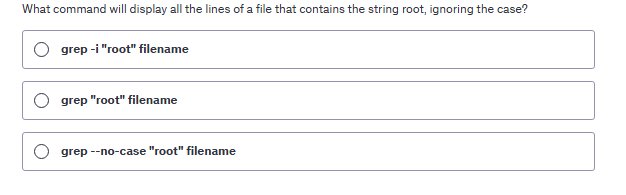 What command will display all the lines of a file that contains the string root, ignoring the case?
grep -i "root" filename
grep "root" filename
grep --no-case "root" filename